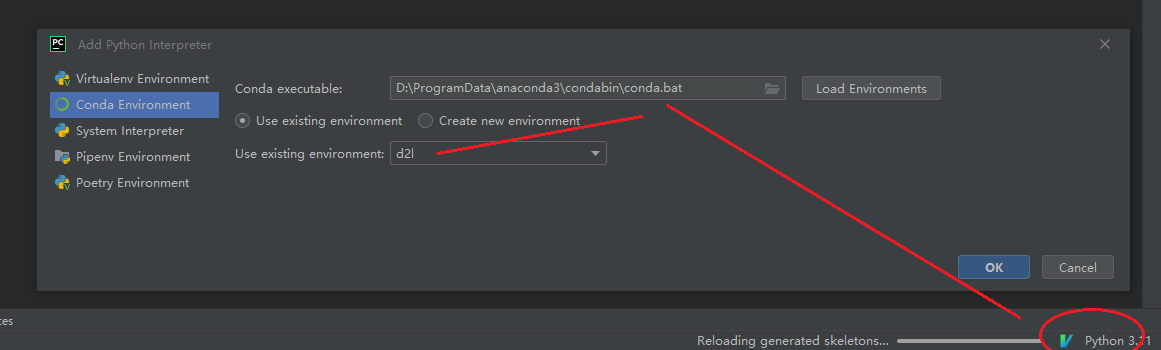 PC Add Python Interpreter
Virtualenv Environment
Conda Environment
System Interpreter
Pipenv Environment
Poetry Environment
Conda executable: D:\ProgramData\anaconda3\condabin\conda.bat Load Environments
Use existing environment Create new environment
Use existing environment: d2l
OK Cancel
ces
Reloading generated skeletons... Python 3.11